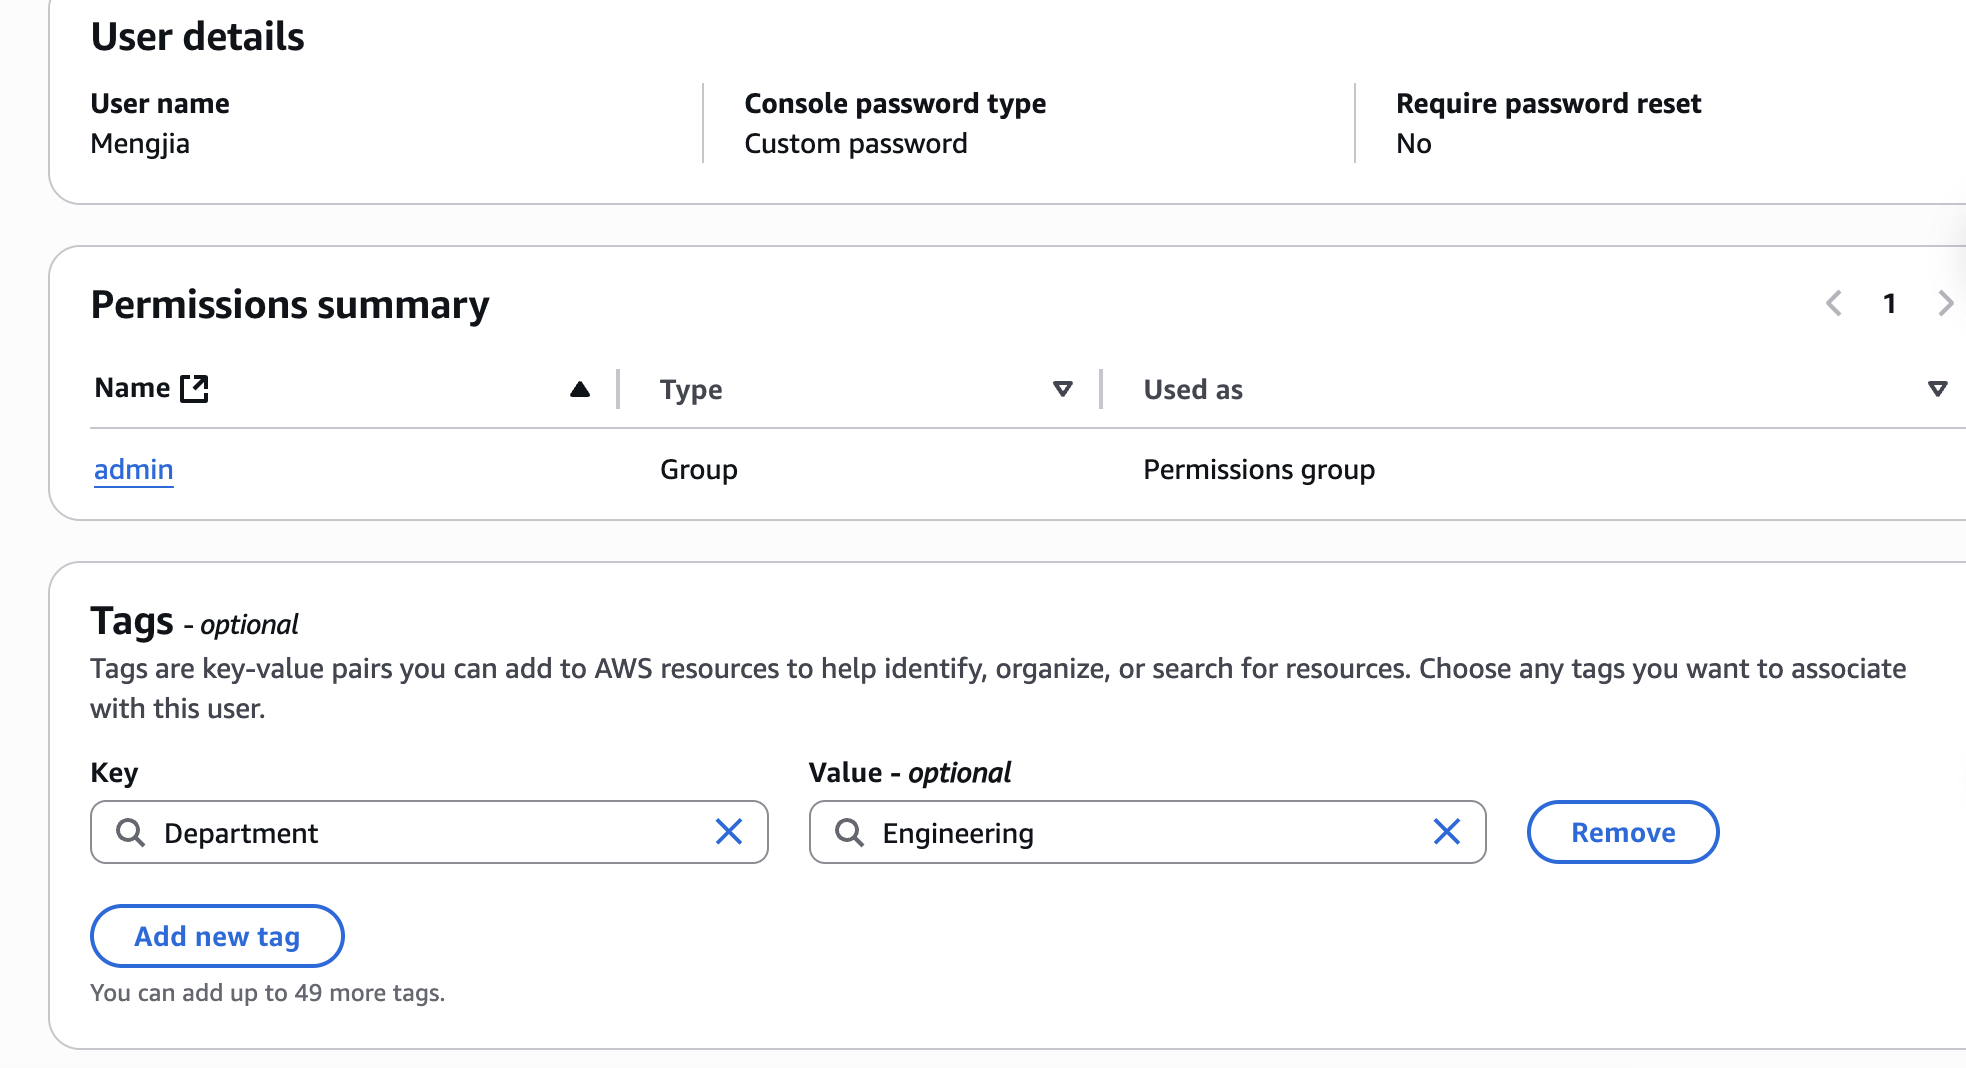 User details
User name
Mengjia
Console password type
Custom password
Require password reset
No
Permissions summary
1
Name
Type
Used as
admin
Group
Permissions group
Tags - optional
Tags are key-value pairs you can add to AWS resources to help identify, organize, or search for resources. Choose any tags you want to associate
with this user.
Key
Value - optional
Department
Engineering
Remove
Add new tag
You can add up to 49 more tags.